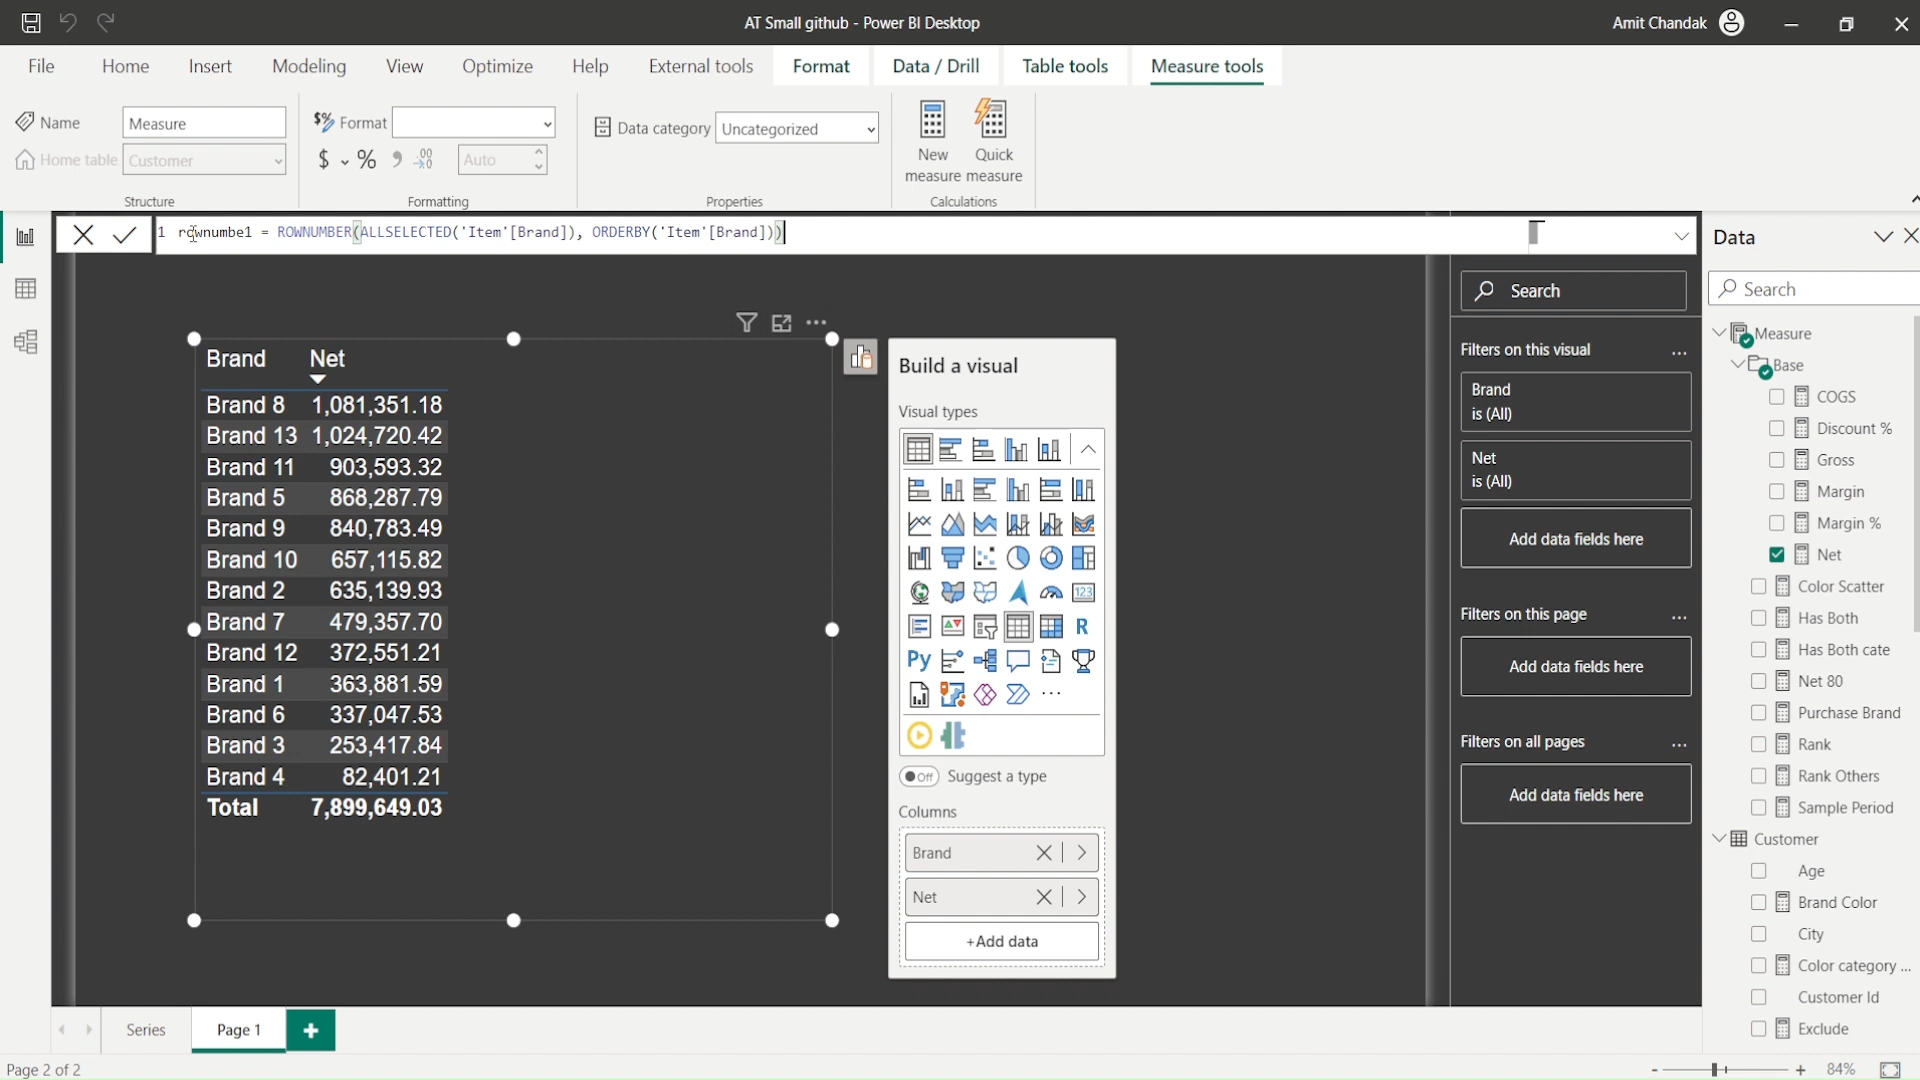 AT Small github - Power BI Desktop
Amit Chandak
File Home Insert Modeling View Optimize Help External tools Format Data / Drill Table tools Measure tools
Name Measure
Home table Customer
Structure
$% Format
$ % 9 .00
Auto
Formatting
Data category Uncategorized
Properties
New measure
Quick measure
Calculations
1 rownumbe1 = ROWNUMBER(ALLSELECTED('Item'[Brand]), ORDERBY('Item'[Brand]))
Brand Net
Brand 8 1,081,351.18
Brand 13 1,024,720.42
Brand 11 903,593.32
Brand 5 868,287.79
Brand 9 840,783.49
Brand 10 657,115.82
Brand 2 635,139.93
Brand 7 479,357.70
Brand 12 372,551.21
Brand 1 363,881.59
Brand 6 337,047.53
Brand 3 253,417.84
Brand 4 82,401.21
Total 7,899,649.03
Build a visual
Visual types
123
R
Py
Off Suggest a type
Columns
Brand
Net
+Add data
Search
Filters on this visual ...
Brand
is (All)
Net
is (All)
Add data fields here
Filters on this page ...
Add data fields here
Filters on all pages ...
Add data fields here
Data
Search
Measure
Base
COGS
Discount %
Gross
Margin
Margin %
Net
Color Scatter
Has Both
Has Both cate
Net 80
Purchase Brand
Rank
Rank Others
Sample Period
Customer
Age
Brand Color
City
Color category ...
Customer Id
Exclude
Series Page 1 +
Page 2 of 2
- + 84%